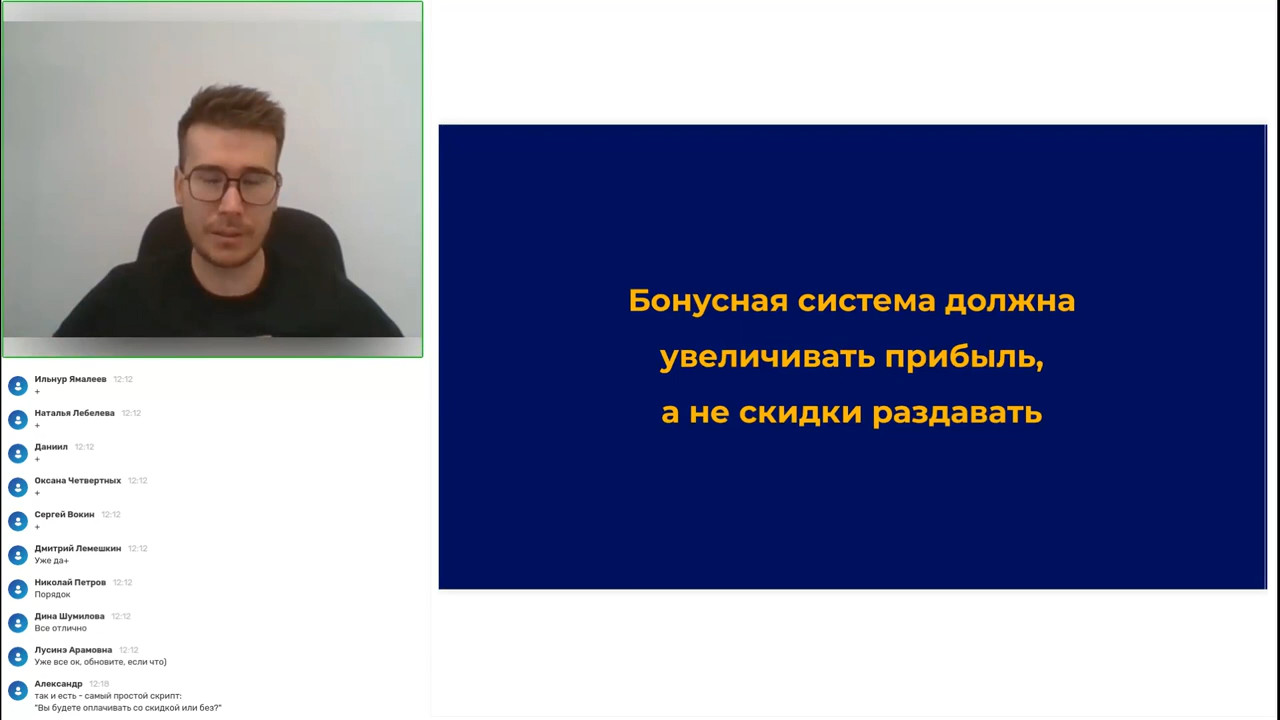 Бонусная система должна
увеличивать прибыль,
а не скидки раздавать
Ильнур Ямалеев 12:12
+
Наталья Лебелева 12:12
+
Даниил 12:12
+
Оксана Четвертных 12:12
+
Сергей Вокин 12:12
+
Дмитрий Лемешкин 12:12
Уже да+
Николай Петров 12:12
Порядок
Дина Шумилова 12:12
Все отлично
Лусинэ Арамовна 12:12
Уже все ок, обновите, если что)
Александр 12:18
так и есть - самый простой скрипт:
"Вы будете оплачивать со скидкой или без?"